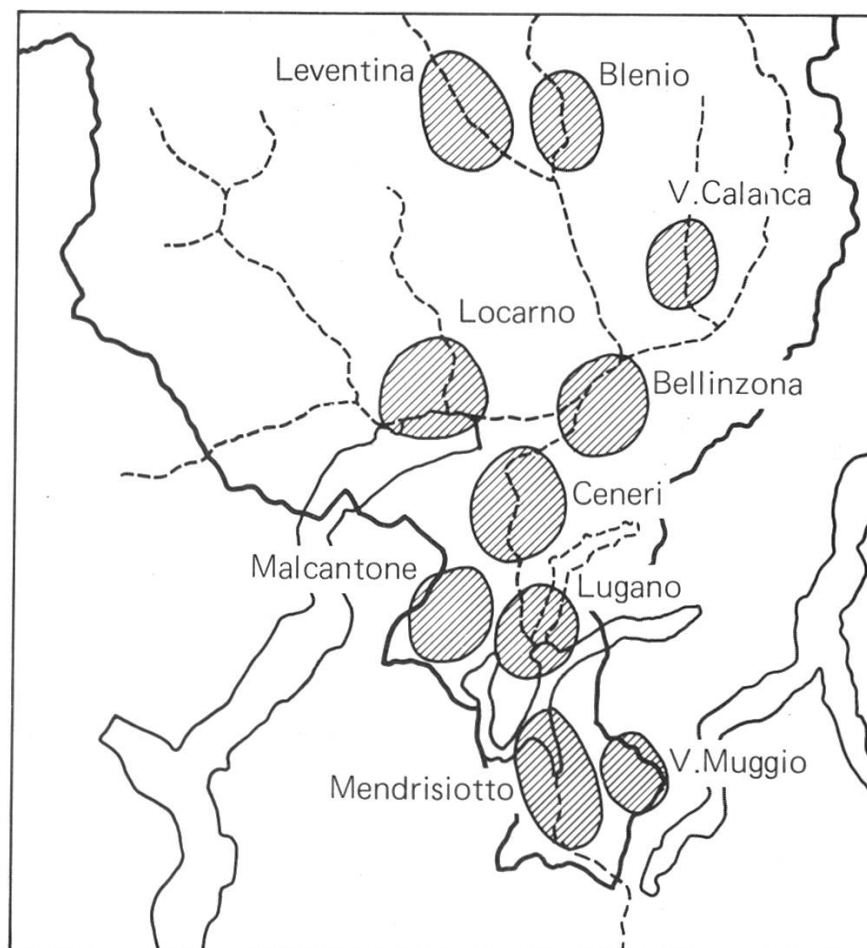 Leventina
Blenio
V.Calanca
Locarno
Bellinzona
Ceneri
Malcantone
Lugano
V.Muggio
Mendrisiotto